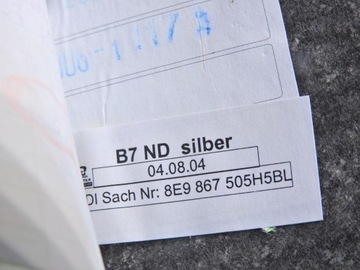 B7 ND silber
04.08.04
DI Sach Nr: 8E9 867 505H5BL